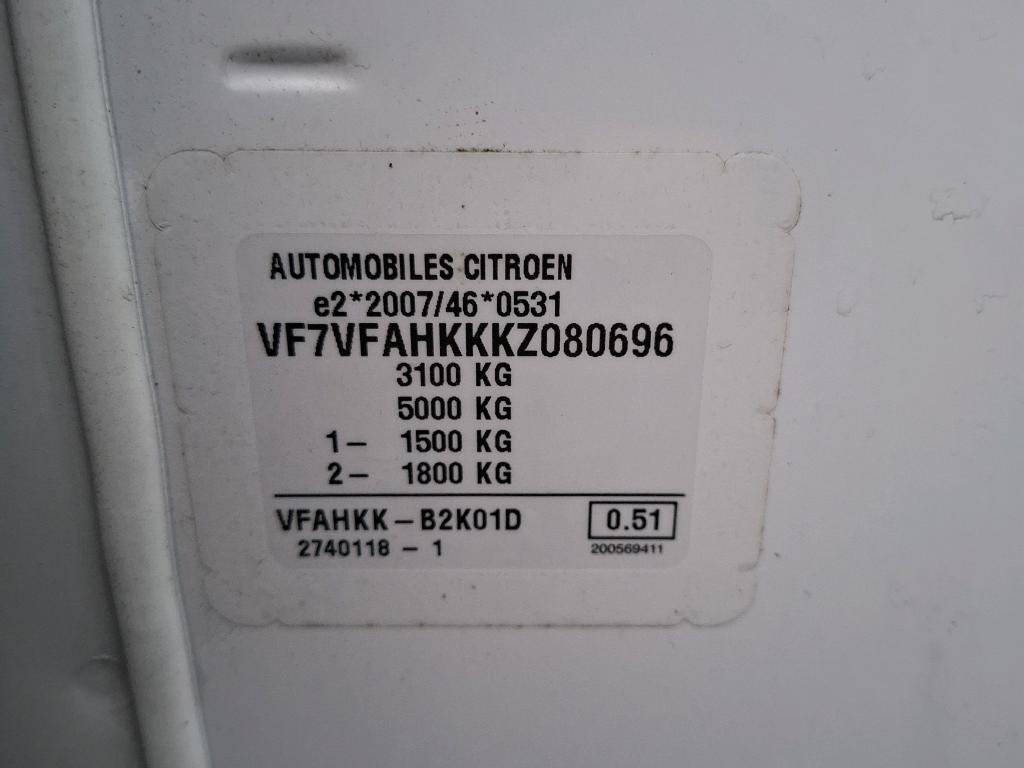 AUTOMOBILES CITROEN
e2*2007/46*0531
VF7VFAHKKKZ080696
3100 KG
5000 KG
1- 1500 KG
2- 1800 KG
VFAHKK-B2K01D 0.51
2740118 - 1 200569411